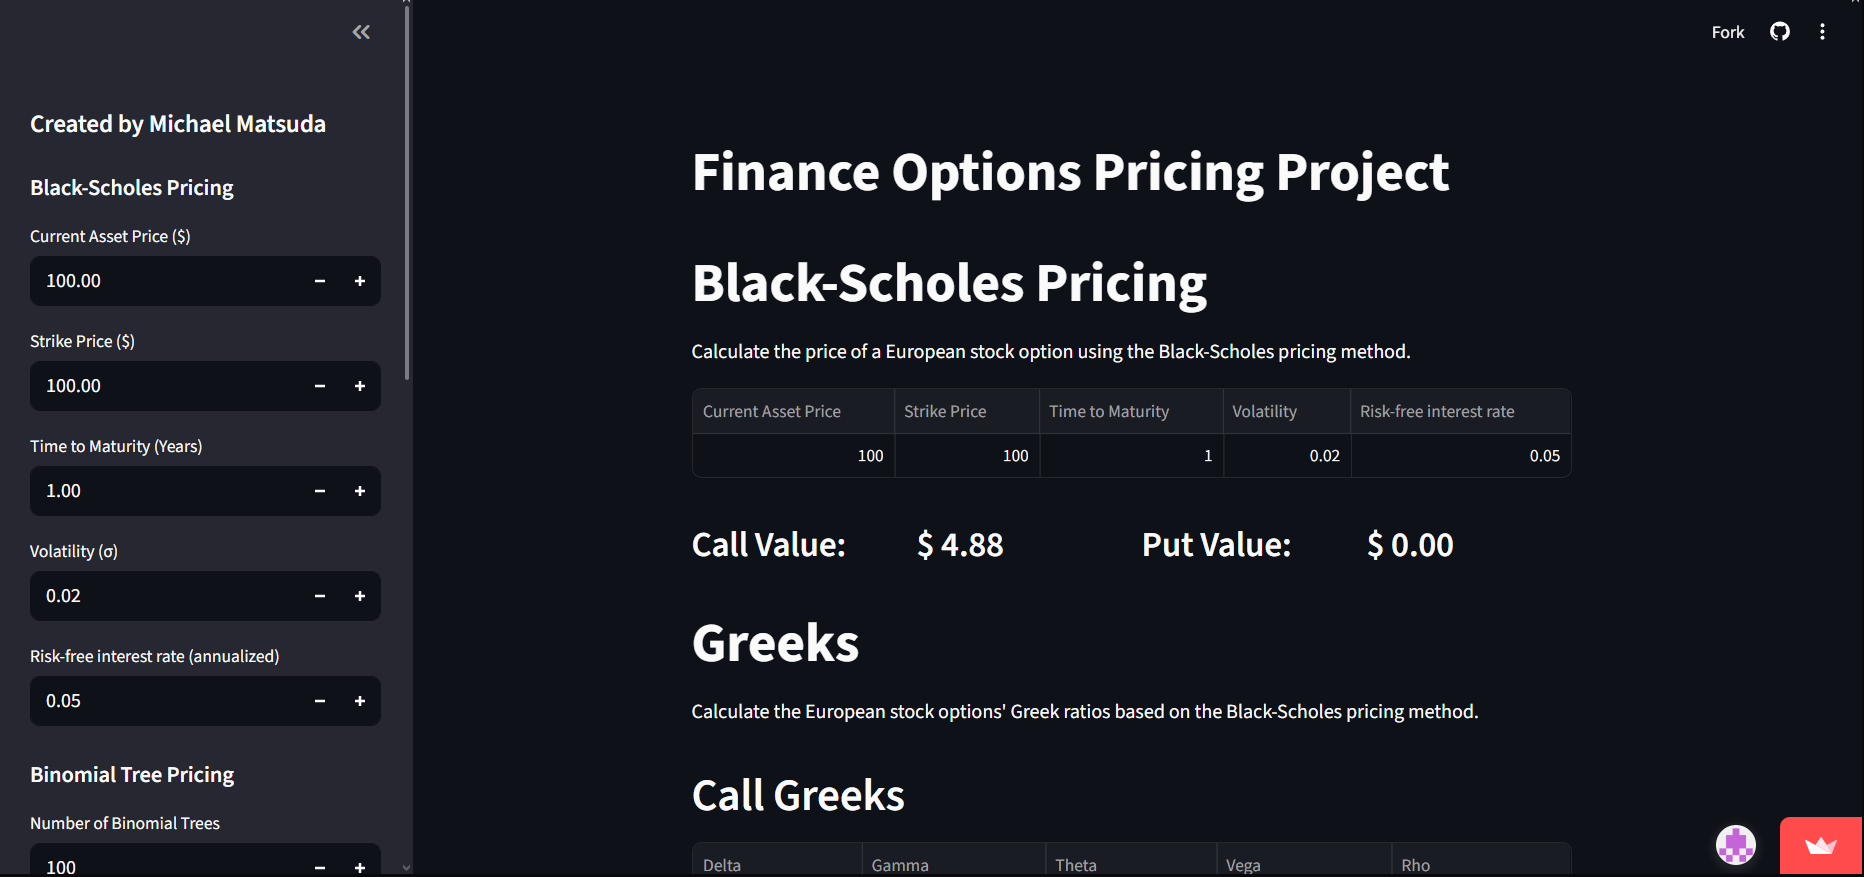 Created by Michael Matsuda
Black-Scholes Pricing
Current Asset Price ($)
100.00
Strike Price ($)
100.00
Time to Maturity (Years)
1.00
Volatility (σ)
0.02
Risk-free interest rate (annualized)
0.05
Binomial Tree Pricing
Number of Binomial Trees
100
Fork
Finance Options Pricing Project
Black-Scholes Pricing
Calculate the price of a European stock option using the Black-Scholes pricing method.
Current Asset Price Strike Price Time to Maturity Volatility Risk-free interest rate
100 100 1 0.02 0.05
Call Value: $ 4.88 Put Value: $ 0.00
Greeks
Calculate the European stock options' Greek ratios based on the Black-Scholes pricing method.
Call Greeks
Delta Gamma Theta Vega Rho